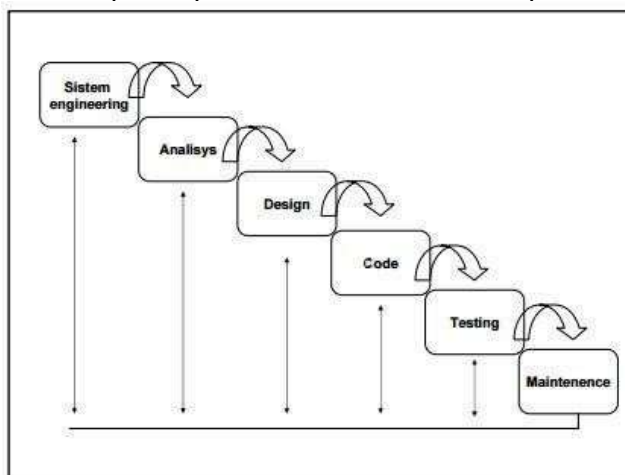 Sistem
engineering
Analisys
Design
Code
Testing
Maintenence